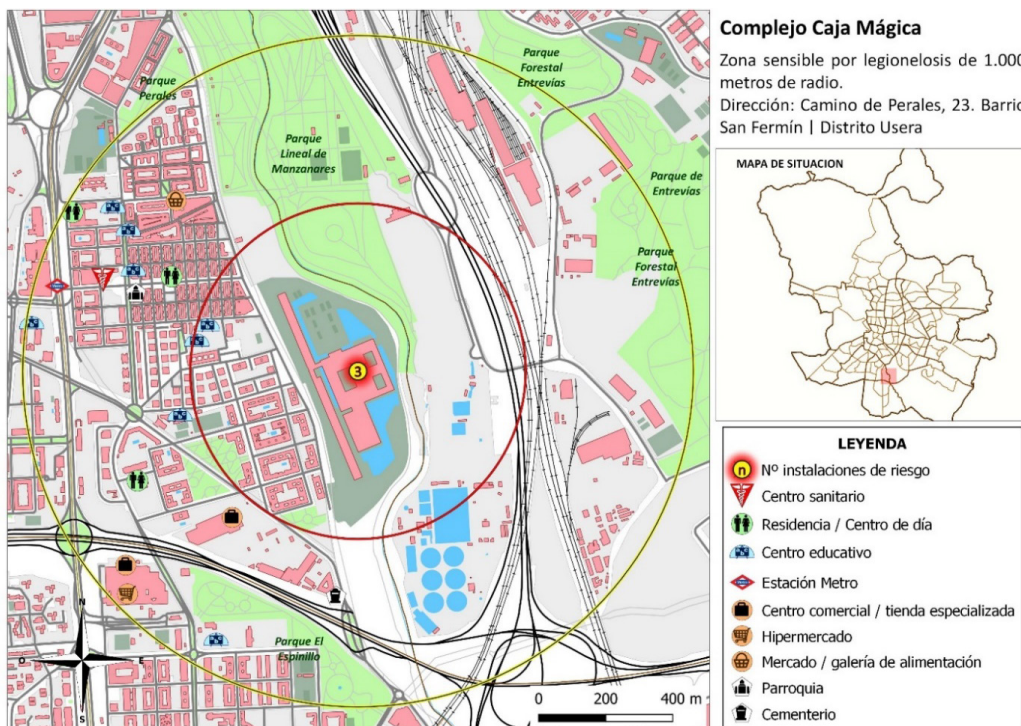 Complejo Caja Mágica
Zona sensible por legionelosis de 1.000
metros de radio.
Dirección: Camino de Perales, 23. Barrio
San Fermín | Distrito Usera
MAPA DE SITUACION
Parque
Perales
Parque
Forestal
Entrevías
Parque
Lineal de
Manzanares
Parque de
Entrevías
Parque
Forestal
Entrevías
3
Parque El
Espinillo
N
O
E
S
0 200 400 m
LEYENDA
n Nº instalaciones de riesgo
Centro sanitario
Residencia / Centro de día
Centro educativo
Estación Metro
Centro comercial / tienda especializada
Hipermercado
Mercado / galería de alimentación
Parroquia
Cementerio